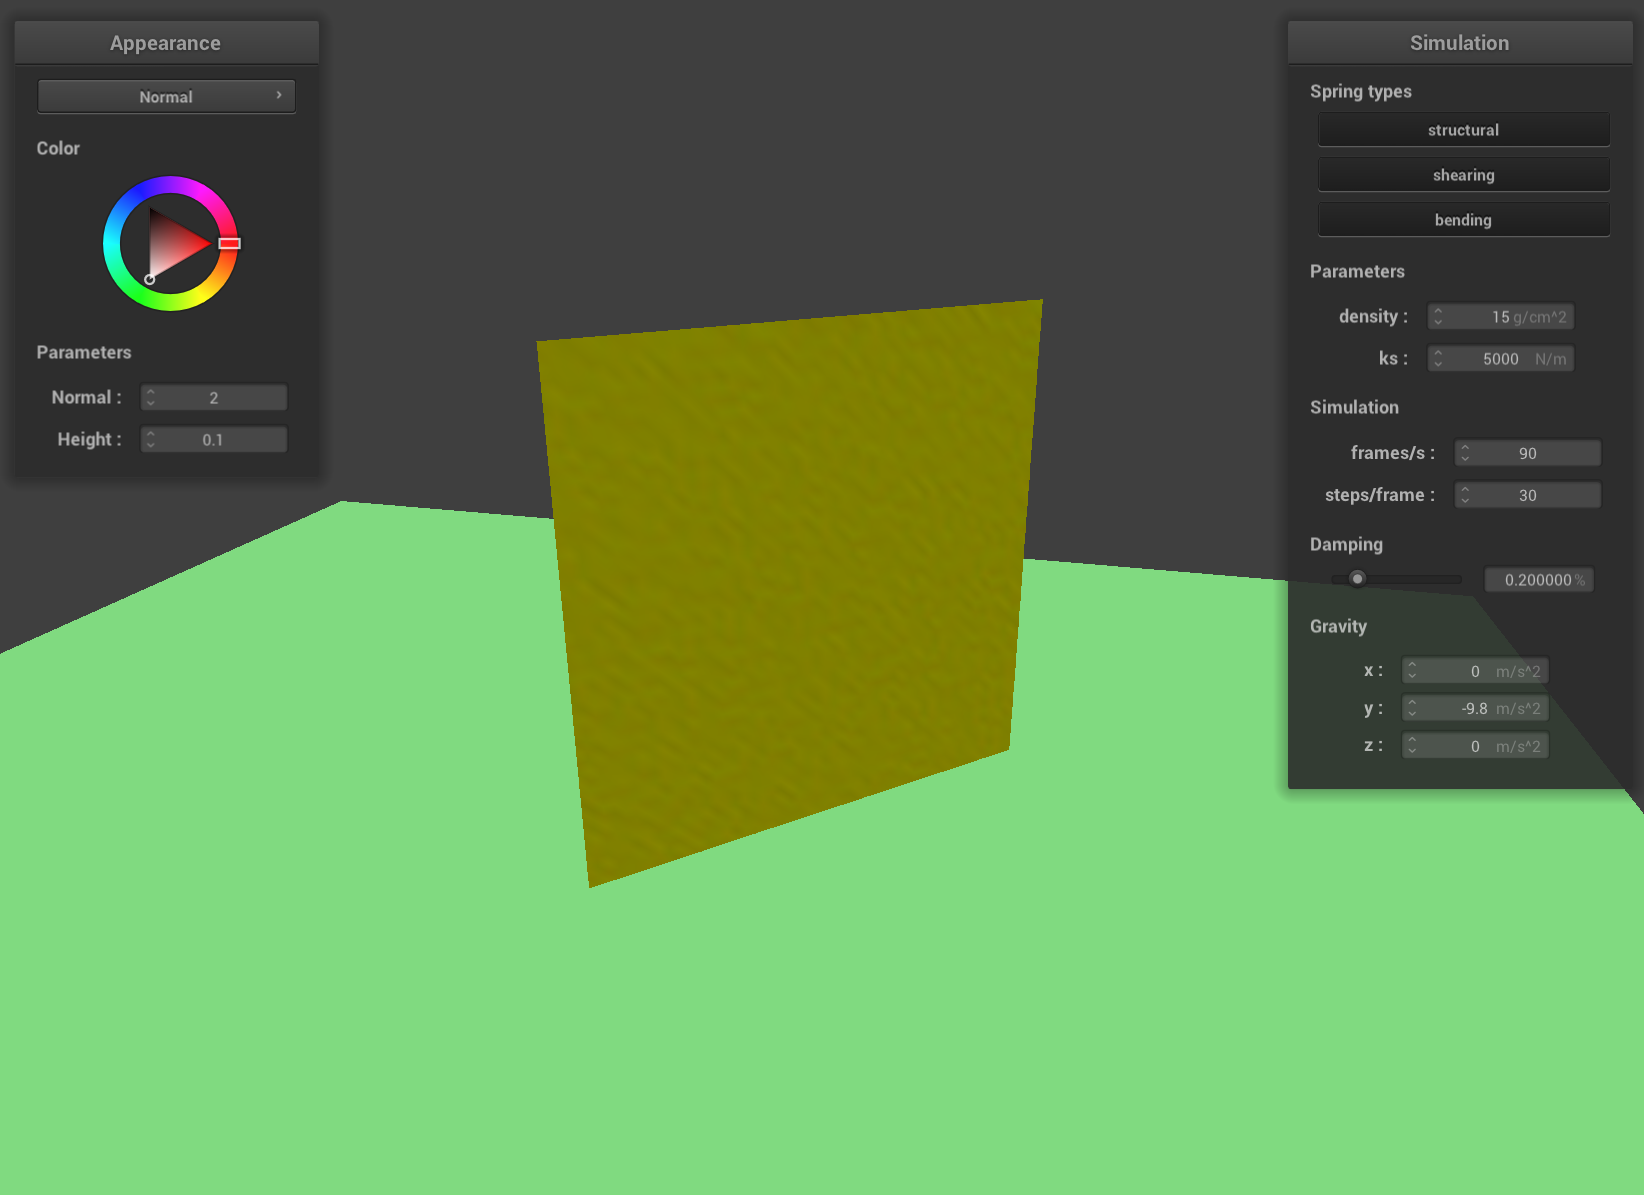 Appearance
Normal
Color
Parameters
Normal : 2
Height : 0.1
Simulation
Spring types
structural
shearing
bending
Parameters
density : 15 g/cm^2
ks : 5000 N/m
Simulation
frames/s : 90
steps/frame : 30
Damping
0.200000 %
Gravity
x : 0 m/s^2
y : -9.8 m/s^2
z : 0 m/s^2